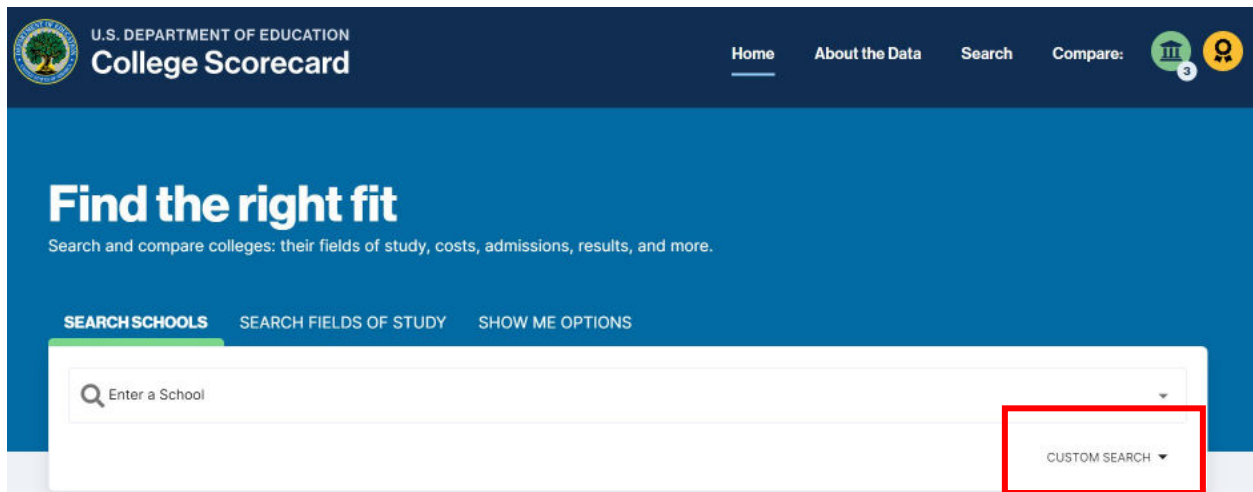 U.S. DEPARTMENT OF EDUCATION
College Scorecard
Home About the Data Search Compare:
3
Find the right fit
Search and compare colleges: their fields of study, costs, admissions, results, and more.
SEARCH SCHOOLS SEARCH FIELDS OF STUDY SHOW ME OPTIONS
Enter a School
CUSTOM SEARCH